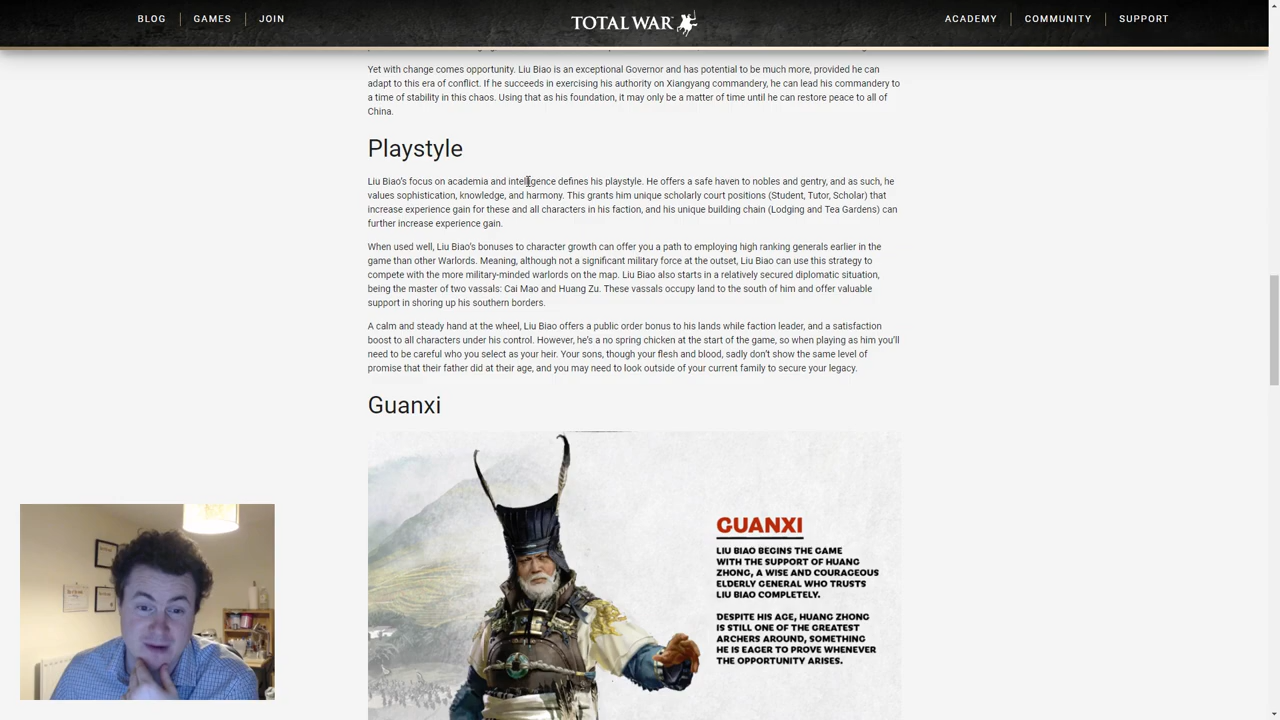 BLOG
GAMES
JOIN
TOTAL WAR
ACADEMY
COMMUNITY
SUPPORT
Yet with change comes opportunity. Liu Biao is an exceptional Governor and has potential to be much more, provided he can
adapt to this era of conflict. If he succeeds in exercising his authority on Xiangyang commandery, he can lead his commandery to
a time of stability in this chaos. Using that as his foundation, it may only be a matter of time until he can restore peace to all of
China.
Playstyle
Liu Biao's focus on academia and intelligence defines his playstyle. He offers a safe haven to nobles and gentry, and as such, he
values sophistication, knowledge, and harmony. This grants him unique scholarly court positions (Student, Tutor, Scholar) that
increase experience gain for these and all characters in his faction, and his unique building chain (Lodging and Tea Gardens) can
further increase experience gain.
When used well, Liu Biao's bonuses to character growth can offer you a path to employing high ranking generals earlier in the
game than other Warlords. Meaning, although not a significant military force at the outset, Liu Biao can use this strategy to
compete with the more military-minded warlords on the map. Liu Biao also starts in a relatively secured diplomatic situation,
being the master of two vassals: Cai Mao and Huang Zu. These vassals occupy land to the south of him and offer valuable
support in shoring up his southern borders.
A calm and steady hand at the wheel, Liu Biao offers a public order bonus to his lands while faction leader, and a satisfaction
boost to all characters under his control. However, he's a no spring chicken at the start of the game, so when playing as him you'll
need to be careful who you select as your heir. Your sons, though your flesh and blood, sadly don't show the same level of
promise that their father did at their age, and you may need to look outside of your current family to secure your legacy.
Guanxi
GUANXI
LIU BIAO BEGINS THE GAME
WITH THE SUPPORT OF HUANG
ZHONG, A WISE AND COURAGEOUS
ELDERLY GENERAL WHO TRUSTS
LIU BIAO COMPLETELY.
DESPITE HIS AGE, HUANG ZHONG
IS STILL ONE OF THE GREATEST
ARCHERS AROUND, SOMETHING
HE IS EAGER TO PROVE WHENEVER
THE OPPORTUNITY ARISES.